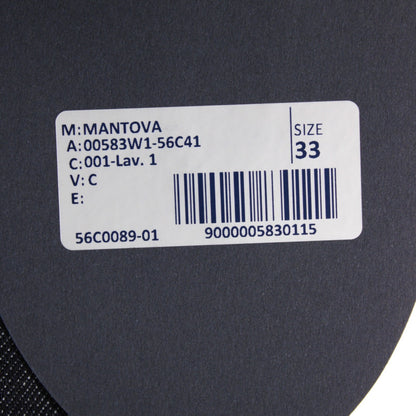 M: MANTOVA
A: 00583W1-56C41
C: 001-Lav. 1
V: C
E:
SIZE
33
56C0089-01
9000005830115